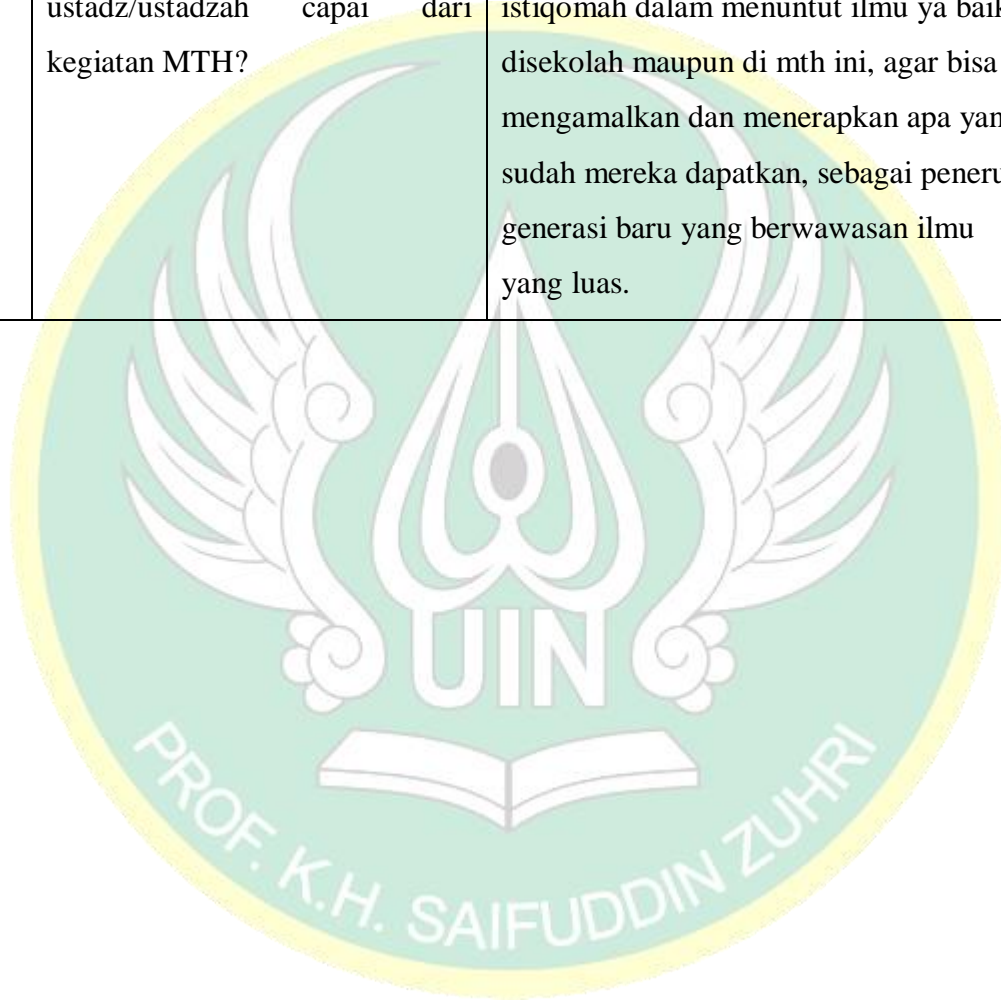 ustadz/ustadzah capai dari
kegiatan MTH?
istiqomah dalam menuntut ilmu ya baik
disekolah maupun di mth ini, agar bisa
mengamalkan dan menerapkan apa yan
sudah mereka dapatkan, sebagai peneru
generasi baru yang berwawasan ilmu
yang luas.
UIN
PROF. K.H. SAIFUDDIN ZUHRI